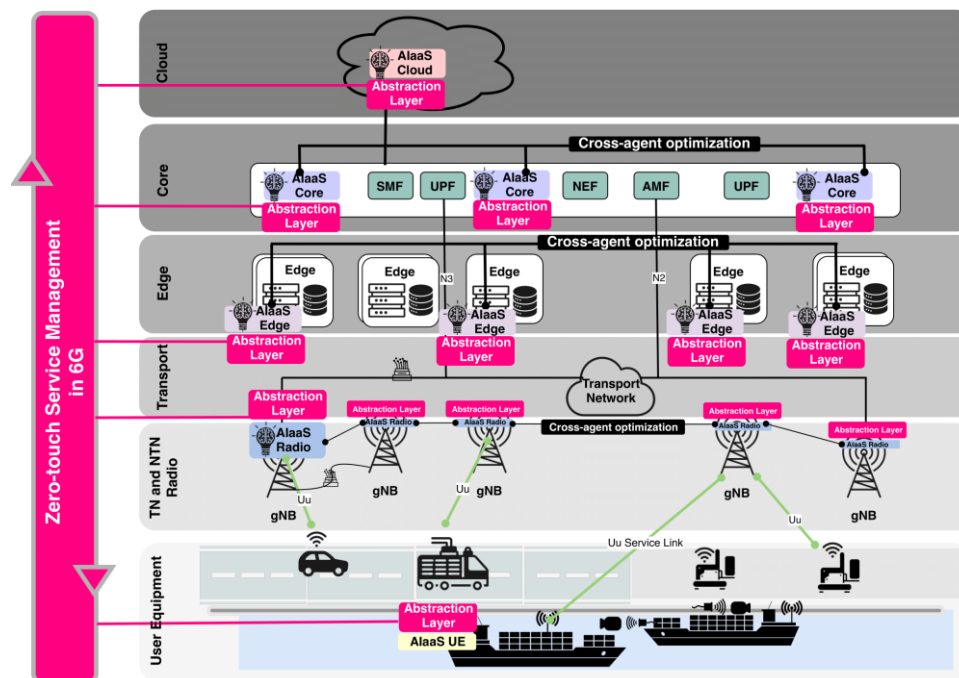 Zero-touch Service Management
in 6G
Cloud
AIaaS
Cloud
Abstraction
Layer
Core
Cross-agent optimization
AIaaS
Core
Abstraction
Layer
SMF
UPF
AIaaS
Core
Abstraction
Layer
NEF
AMF
UPF
AIaaS
Core
Abstraction
Layer
Edge
Cross-agent optimization
Edge
AIaaS
Edge
Abstraction
Layer
Edge
N3
Edge
AIaaS
Edge
Abstraction
Layer
N2
Edge
AIaaS
Edge
Abstraction
Layer
Edge
AIaaS
Edge
Abstraction
Layer
Transport
Transport
Network
TN and NTN
Radio
Abstraction
Layer
AIaaS
Radio
gNB
Abstraction Layer
AIaaS Radio
gNB
Abstraction Layer
AIaaS Radio
gNB
Cross-agent optimization
Abstraction Layer
AIaaS Radio
gNB
Abstraction Layer
AIaaS Radio
gNB
Uu
Uu
Uu
Uu Service Link
User Equipment
Abstraction
Layer
AIaaS UE